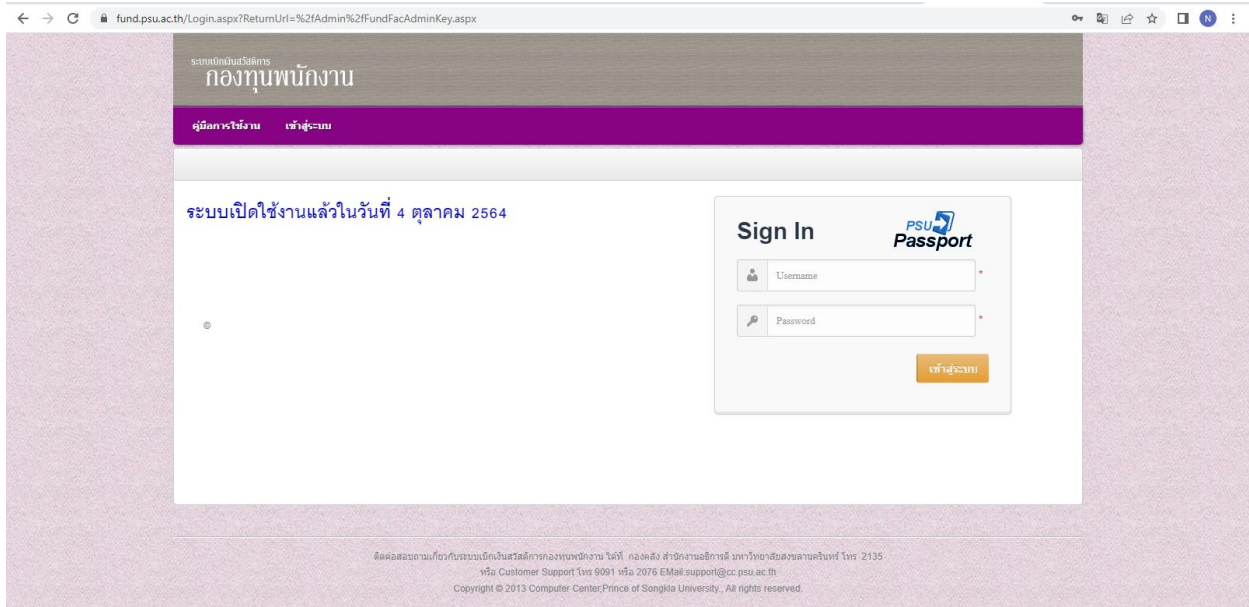 fund.psu.ac.th/Login.aspx?ReturnUrl=%2fAdmin%2fFundFacAdminKey.aspx
N
ระบบเบิกเงินสวัสดิการ
กองทุนพนักงาน
คู่มือการใช้งาน เข้าสู่ระบบ
ระบบเปิดใช้งานแล้วในวันที่ 4 ตุลาคม 2564
Sign In
PSU
Passport
Username *
Password *
©
เข้าสู่ระบบ
ติดต่อสอบถามเกี่ยวกับระบบเบิกเงินสวัสดิการกองทุนพนักงาน ได้ที่ กองคลัง สำนักงานอธิการดี มหาวิทยาลัยสงขลานครินทร์ โทร 2135
หรือ Customer Support โทร 9091 หรือ 2076 EMail:support@cc.psu.ac.th
Copyright © 2013 Computer Center,Prince of Songkla University., All rights reserved.